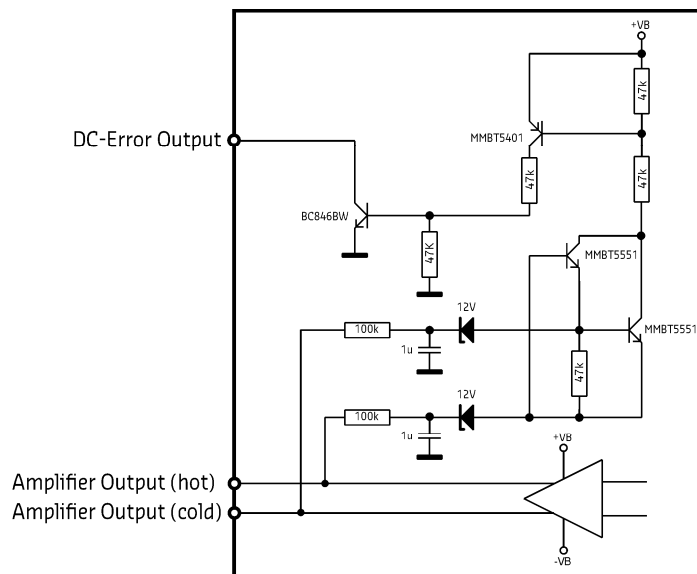 +VB
47k
DC-Error Output
MMBT5401
47k
47k
BC846BW
47K
MMBT5551
12V
100k
1u
MMBT5551
47k
12V
100k
1u
+VB
Amplifier Output (hot)
Amplifier Output (cold)
-VB